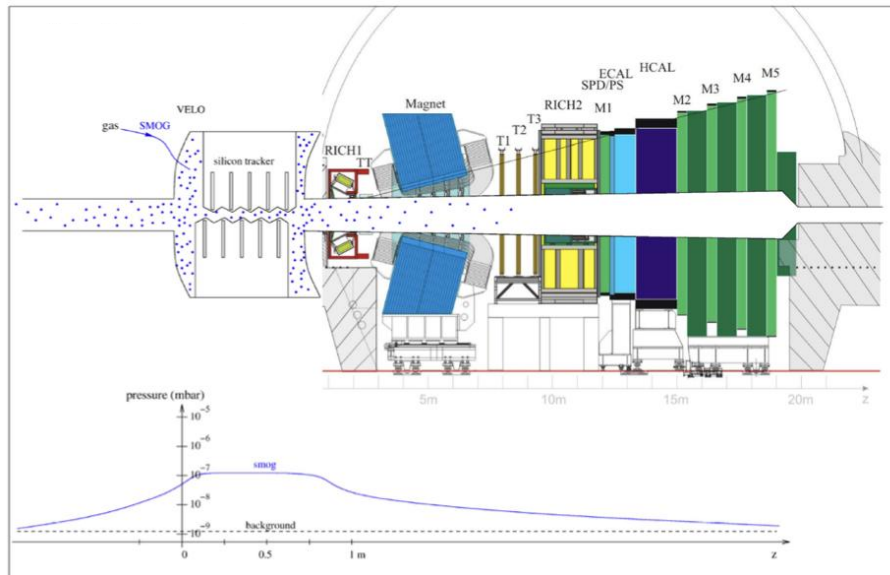 VELO
gas
SMOG
silicon tracker
RICH1
TT
Magnet
T1
T2
T3
RICH2
SPD/PS
ECAL
HCAL
M1
M2
M3
M4
M5
5m
10m
15m
20m
z
pressure (mbar)
10⁻⁵
10⁻⁶
10⁻⁷
10⁻⁸
10⁻⁹
smog
background
0
0.5
1 m
z